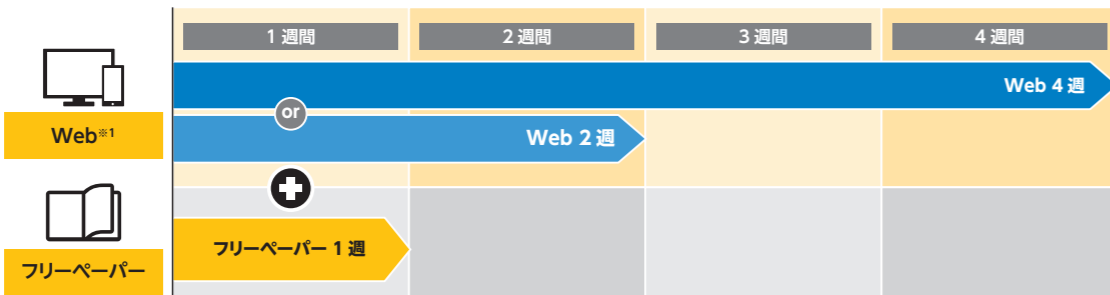 1 週間
2 週間
3 週間
4 週間
Web 4 週
or
Web※1
Web 2 週
フリーペーパー 1 週
フリーペーパー